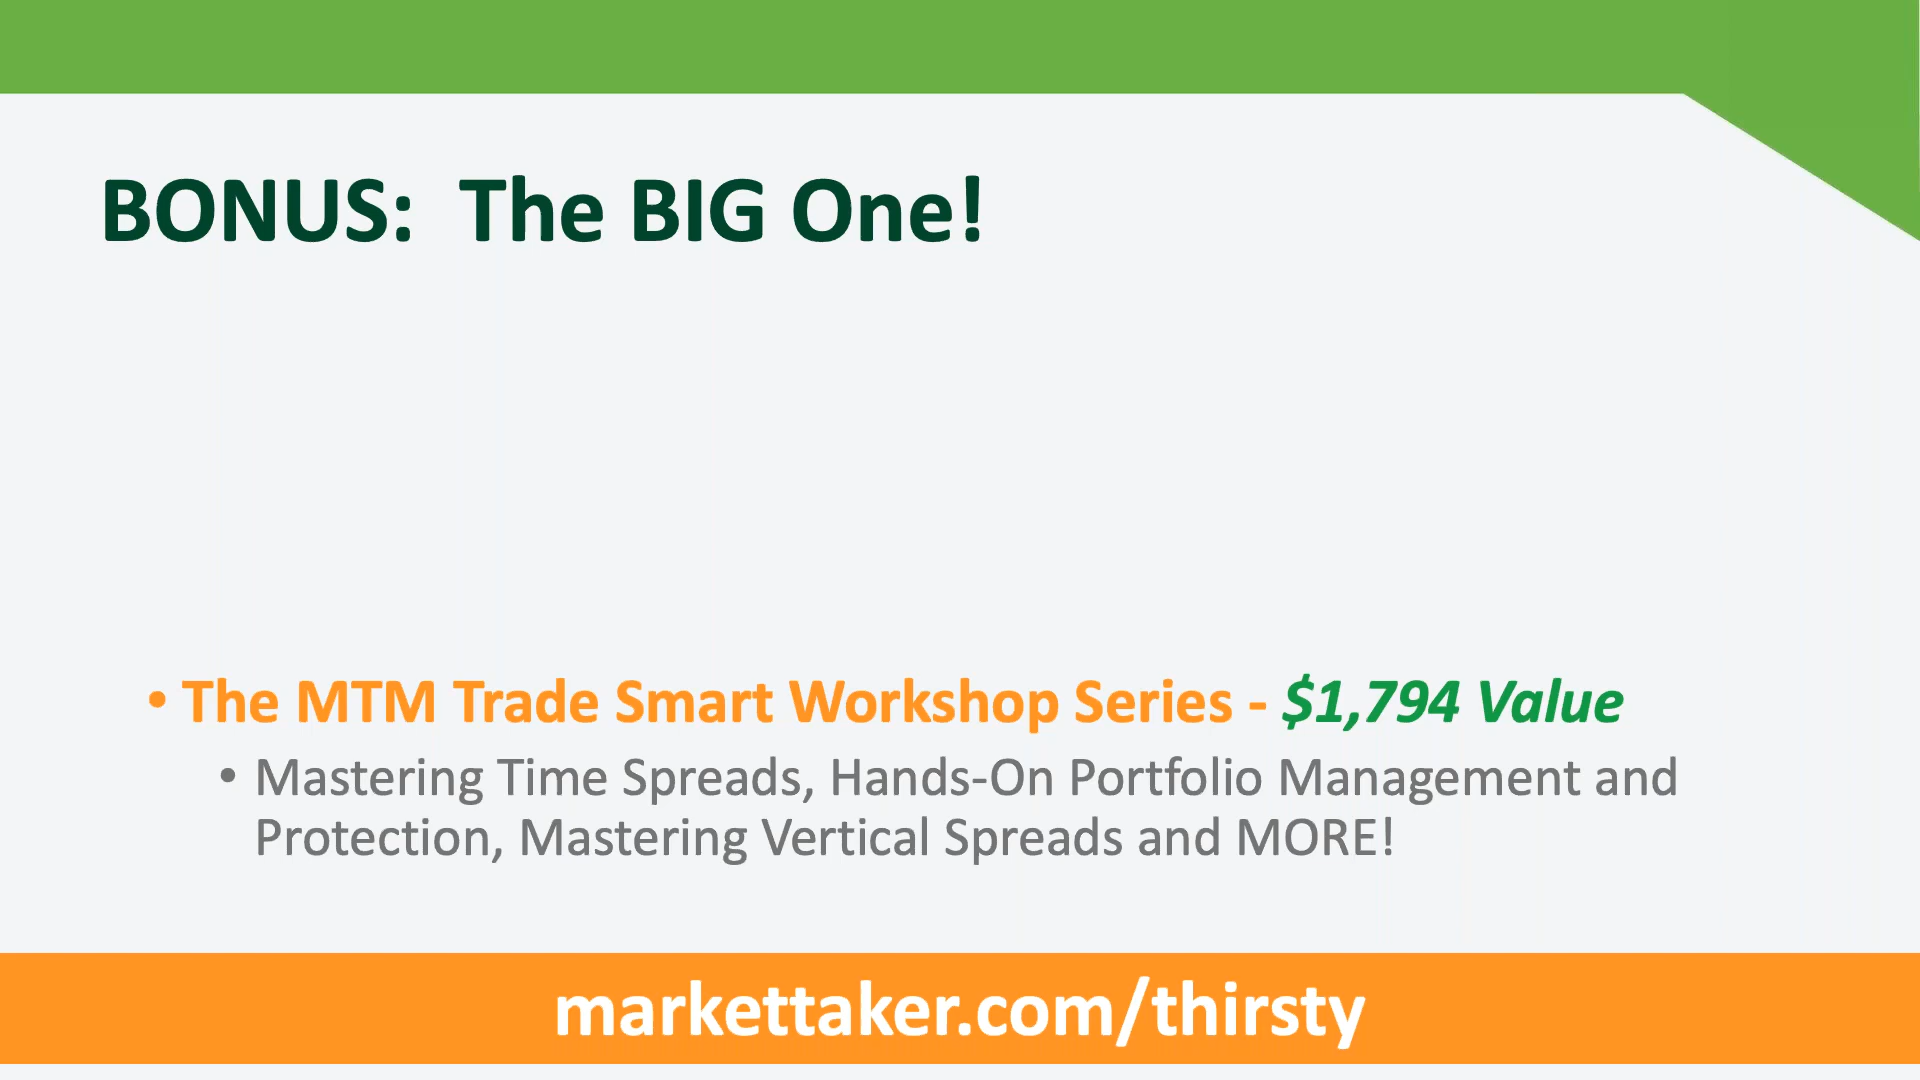 BONUS:  The BIG One!
• The MTM Trade Smart Workshop Series - $1,794 Value
• Mastering Time Spreads, Hands-On Portfolio Management and
Protection, Mastering Vertical Spreads and MORE!
markettaker.com/thirsty